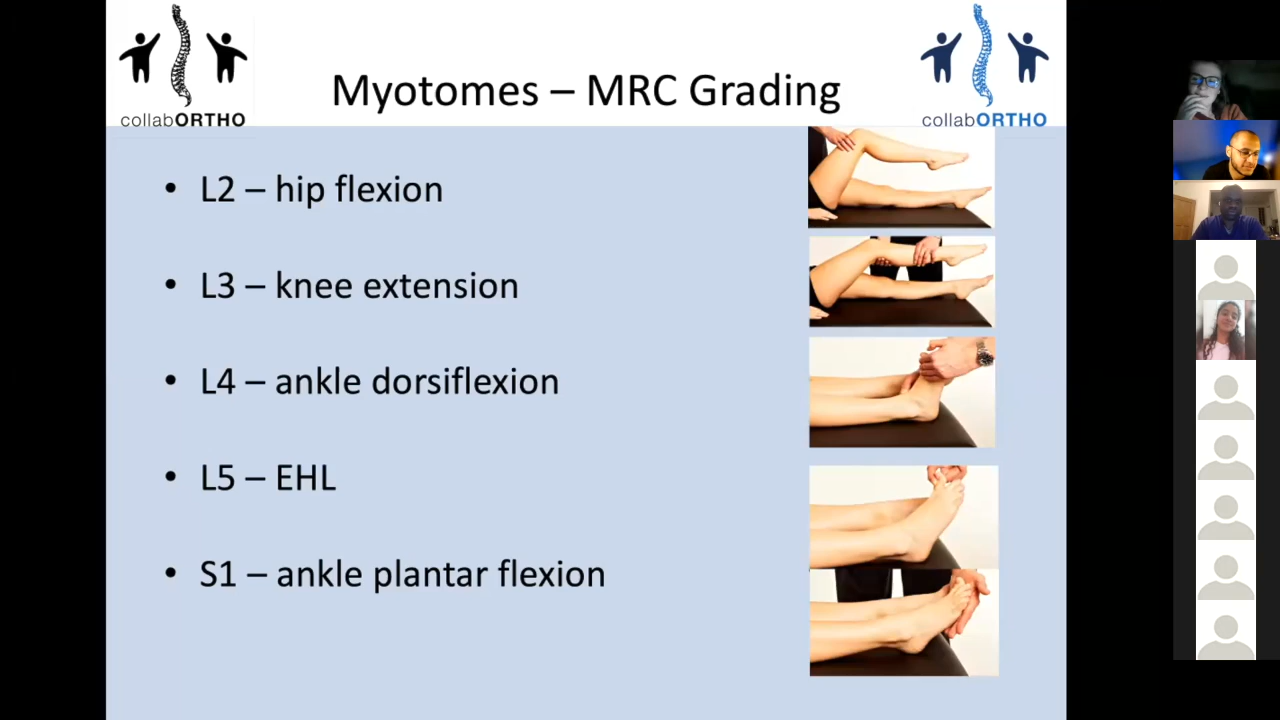 collabORTHO
Myotomes – MRC Grading
collabORTHO
• L2 – hip flexion
• L3 – knee extension
• L4 – ankle dorsiflexion
• L5 – EHL
• S1 – ankle plantar flexion